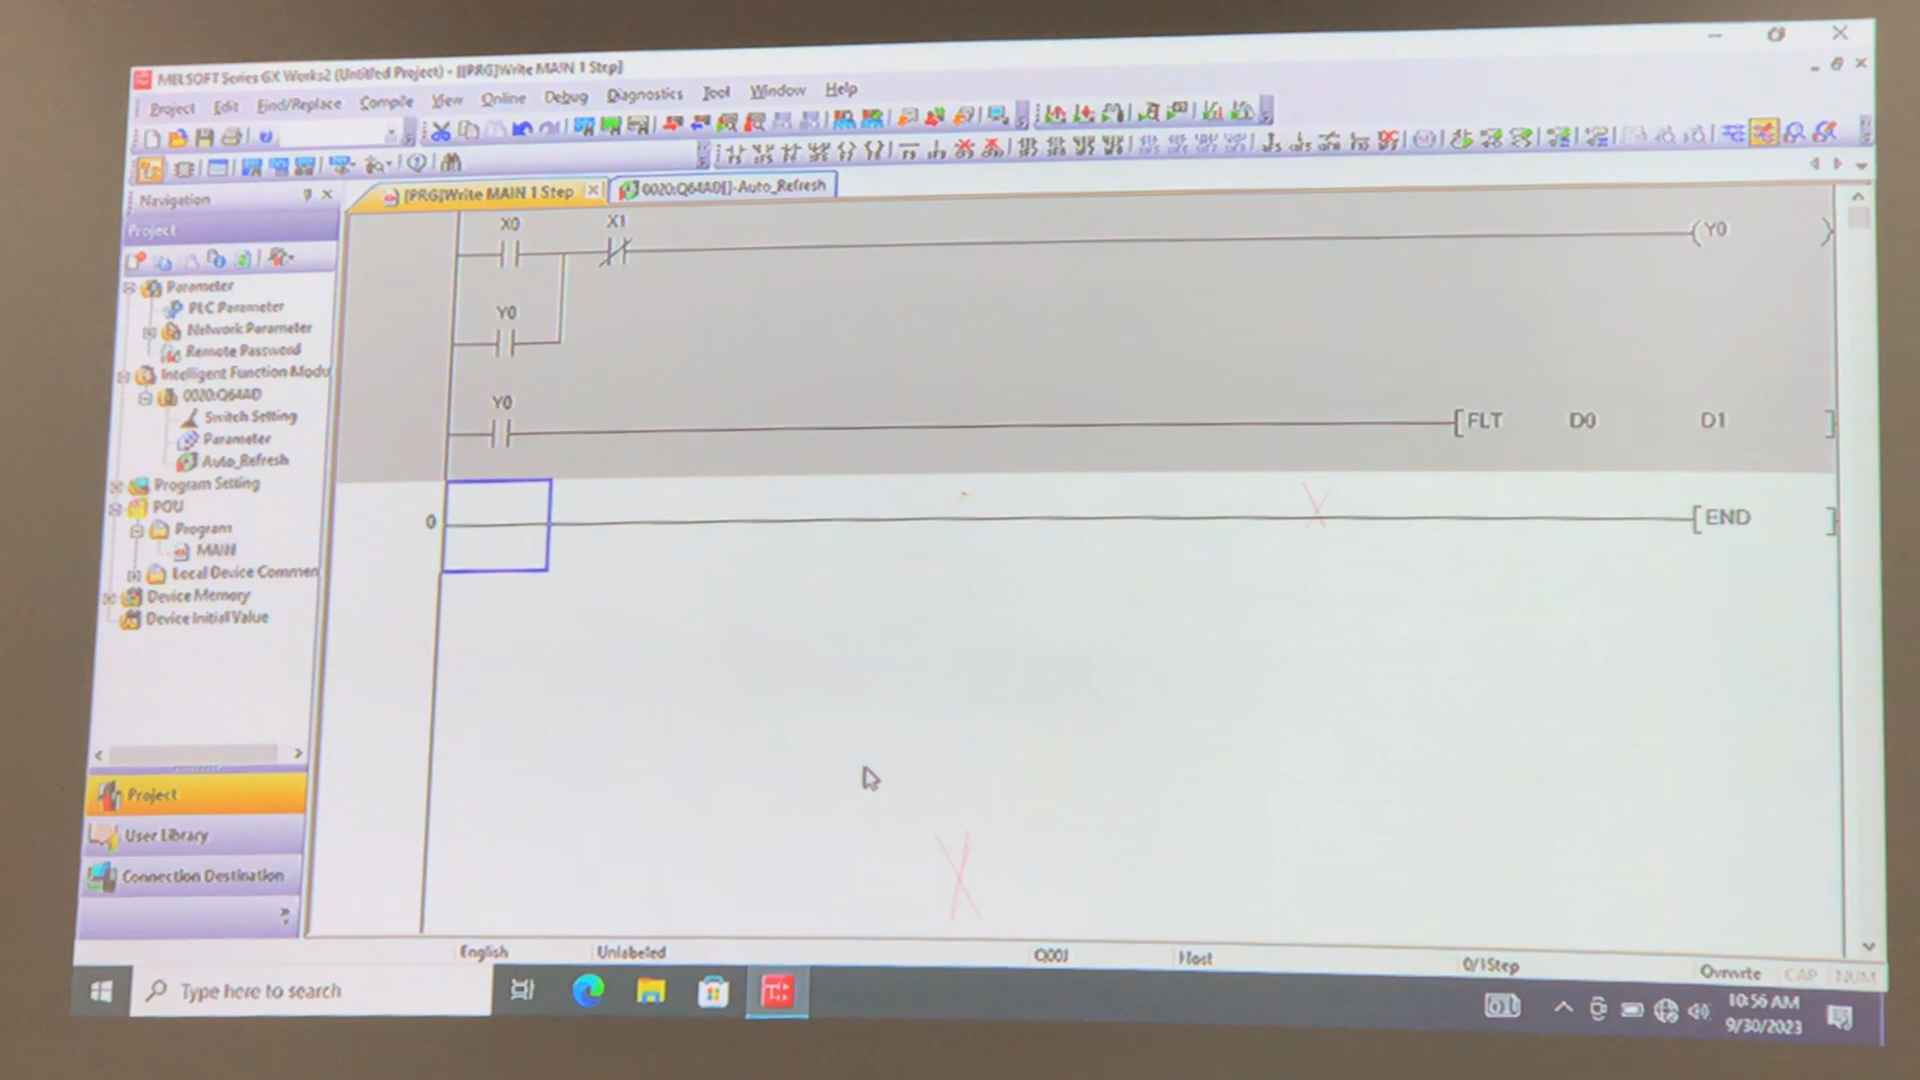 MELSOFT Series GX Works2 (Untitled Project) - [[PRG]Write MAIN 1 Step]
Project Edit Find/Replace Compile View Online Debug Diagnostics Tool Window Help
Navigation
[PRG]Write MAIN 1 Step
0020:Q64AD[]-Auto_Refresh
Project
Parameter
PLC Parameter
Network Parameter
Remote Password
Intelligent Function Modu
0020:Q64AD
Switch Setting
Parameter
Auto_Refresh
Program Setting
POU
Program
MAIN
Local Device Commen
Device Memory
Device Initial Value
Project
User Library
Connection Destination
X0 X1
Y0
Y0
Y0
FLT D0 D1
0
END
English Unlabeled Q00J Host 0/1Step Ovrwrte CAP NUM
Type here to search
10:56 AM
9/30/2023